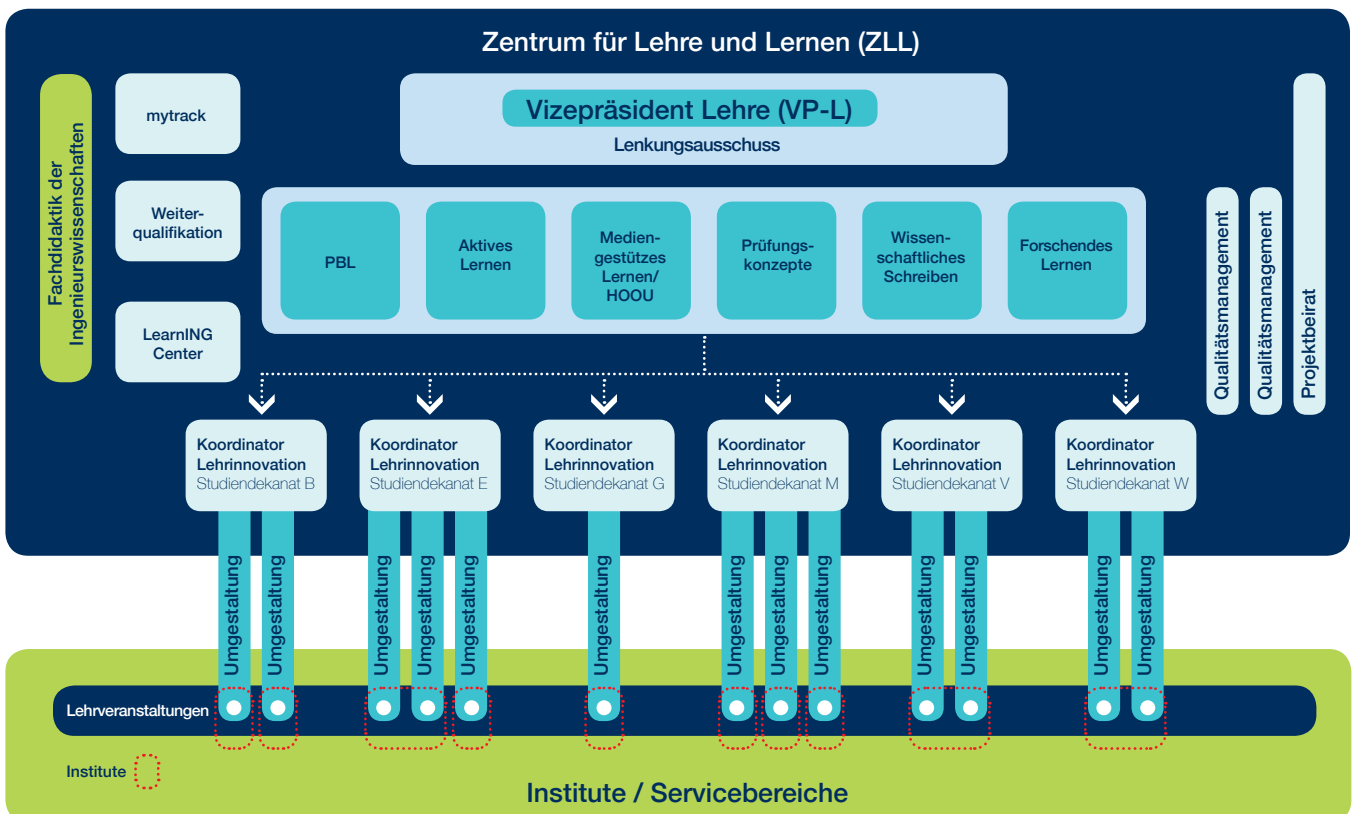 Zentrum für Lehre und Lernen (ZLL)
Fachdidaktik der
Ingenieurswissenschaften
mytrack
Weiter-
qualifikation
LearnING
Center
Vizepräsident Lehre (VP-L)
Lenkungsausschuss
PBL
Aktives
Lernen
Medien-
gestützes
Lernen/
HOOU
Prüfungs-
konzepte
Wissen-
schaftliches
Schreiben
Forschendes
Lernen
Qualitätsmanagement
Qualitätsmanagement
Projektbeirat
Koordinator
Lehrinnovation
Studiendekanat B
Koordinator
Lehrinnovation
Studiendekanat E
Koordinator
Lehrinnovation
Studiendekanat G
Koordinator
Lehrinnovation
Studiendekanat M
Koordinator
Lehrinnovation
Studiendekanat V
Koordinator
Lehrinnovation
Studiendekanat W
Umgestaltung
Umgestaltung
Umgestaltung
Umgestaltung
Umgestaltung
Umgestaltung
Umgestaltung
Umgestaltung
Umgestaltung
Umgestaltung
Umgestaltung
Umgestaltung
Umgestaltung
Lehrveranstaltungen
Institute
Institute / Servicebereiche